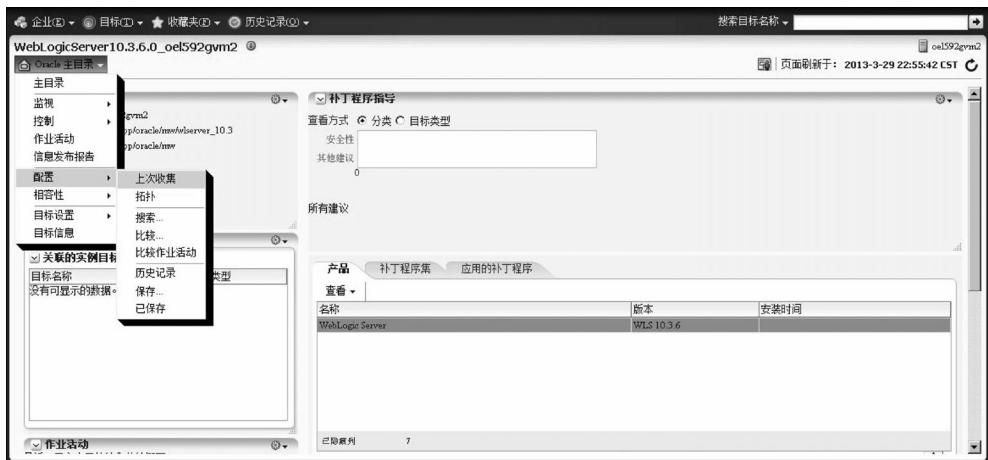 企业(E) 目标(T) 收藏夹(F) 历史记录(O) 搜索目标名称
WebLogicServer10.3.6.0_oel592gvm2 oel592gvm2
Oracle 主目录 页面刷新于: 2013-3-29 22:55:42 CST
主目录
监视
控制
作业活动
信息发布报告
配置
相容性
目标设置
目标信息
上次收集
拓扑
搜索...
比较...
比较作业活动
历史记录
保存...
已保存
gvm2
pp/oracle/mw/wlserver_10.3
pp/oracle/mw
关联的实例目标
目标名称 类型
没有可显示的数据。
作业活动
补丁程序指导
查看方式 分类 目标类型
安全性
其他建议
0
所有建议
产品 补丁程序集 应用的补丁程序
查看
名称 版本 安装时间
WebLogic Server WLS 10.3.6
已隐藏列 7